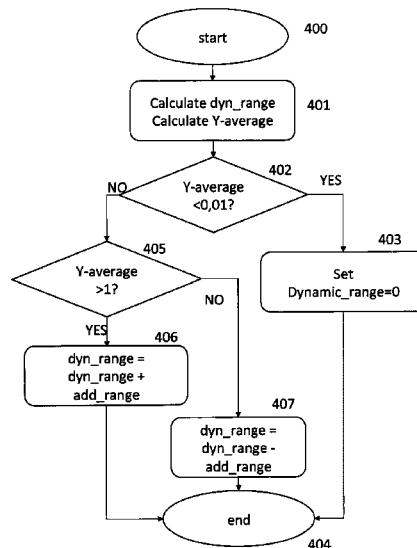 start
400
Calculate dyn_range
Calculate Y-average
401
402
Y-average
<0,01?
NO
YES
403
Set
Dynamic_range=0
405
Y-average
>1?
NO
YES
406
dyn_range =
dyn_range +
add_range
407
dyn_range =
dyn_range -
add_range
end
404